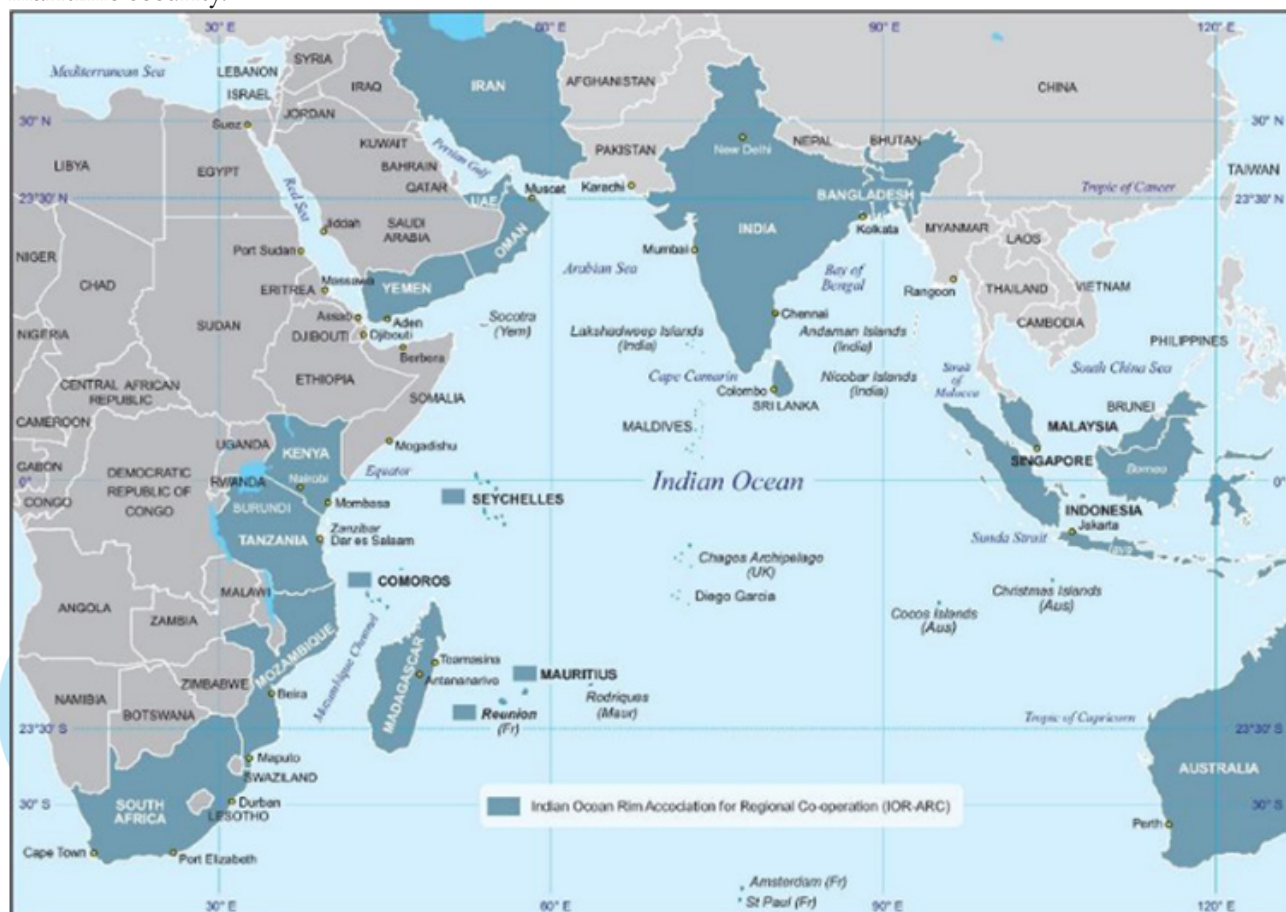 30° E
60° E
90° E
120° E
Mediterranean Sea
LEBANON
SYRIA
ISRAEL
IRAQ
IRAN
AFGHANISTAN
CHINA
JORDAN
30° N
Suez
30° N
KUWAIT
Persian Gulf
PAKISTAN
New Delhi
NEPAL
BHUTAN
LIBYA
EGYPT
BAHRAIN
QATAR
UAE
Muscat
Karachi
BANGLADESH
TAIWAN
Tropic of Cancer
23°30' N
23°30' N
Red Sea
Jiddah
SAUDI
ARABIA
OMAN
INDIA
Kolkata
MYANMAR
LAOS
NIGER
CHAD
Port Sudan
Mumbai
Arabian Sea
Bay of
Bengal
Rangoon
THAILAND
VIETNAM
ERITREA
Massawa
YEMEN
SUDAN
Assab
Aden
Socotra
(Yem)
Chennai
CAMBODIA
NIGERIA
DJIBOUTI
Djibouti
Berbera
Lakshadweep Islands
(India)
Andaman Islands
(India)
PHILIPPINES
CENTRAL AFRICAN
REPUBLIC
ETHIOPIA
SOMALIA
Cape Camarin
Colombo
SRI LANKA
Nicobar Islands
(India)
Strait
of
Malacca
South China Sea
CAMEROON
BRUNEI
MALDIVES
MALAYSIA
UGANDA
KENYA
Mogadishu
SINGAPORE
Borneo
GABON
DEMOCRATIC
REPUBLIC OF
CONGO
RWANDA
Nairobi
Equator
Indian Ocean
0°
0°
CONGO
BURUNDI
Mombasa
SEYCHELLES
INDONESIA
Jakarta
TANZANIA
Zanzibar
Dar es Salaam
Sunda Strait
Java
Chagos Archipelago
(UK)
COMOROS
Diego Garcia
Christmas Islands
(Aus)
Cocos Islands
(Aus)
ANGOLA
MALAWI
ZAMBIA
MOZAMBIQUE
Mozambique Channel
MADAGASCAR
Toamasina
Antananarivo
MAURITIUS
Rodriques
(Maur)
ZIMBABWE
Beira
NAMIBIA
BOTSWANA
Reunion
(Fr)
Tropic of Capricorn
23°30' S
23°30' S
Maputo
SWAZILAND
AUSTRALIA
SOUTH
AFRICA
Durban
LESOTHO
Indian Ocean Rim Accociation for Regional Co-operation (IOR-ARC)
30° S
30° S
Perth
Cape Town
Port Elizabeth
Amsterdam (Fr)
St Paul (Fr)
30° E
60° E
90° E
120° E